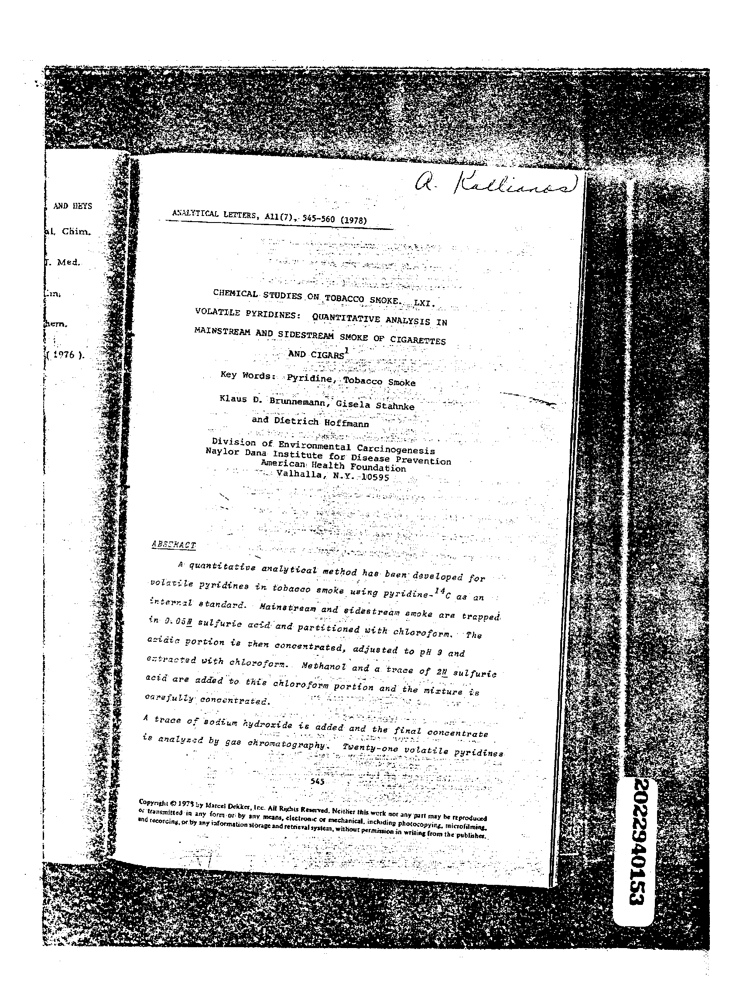 A. Kallianos
AND HEYS
al. Chim.
T. Med.
Lin,
hem.
( 1976 ).
ANALYTICAL LETTERS, A11(7), 545-560 (1978)
CHEMICAL STUDIES ON TOBACCO SMOKE. LXI.
VOLATILE PYRIDINES: QUANTITATIVE ANALYSIS IN
MAINSTREAM AND SIDESTREAM SMOKE OF CIGARETTES
AND CIGARS1
Key Words: Pyridine, Tobacco Smoke
Klaus D. Brunnemann, Gisela Stahnke
and Dietrich Hoffmann
Division of Environmental Carcinogenesis
Naylor Dana Institute for Disease Prevention
American Health Foundation
Valhalla, N.Y. 10595
ABSTRACT
A quantitative analytical method has been developed for
volatile pyridines in tobacco smoke using pyridine-14C as an
internal standard. Mainstream and sidestream smoke are trapped
in 0.05N sulfuric acid and partitioned with chloroform. The
acidic portion is then concentrated, adjusted to pH 9 and
extracted with chloroform. Methanol and a trace of 2N sulfuric
acid are added to this chloroform portion and the mixture is
carefully concentrated.
A trace of sodium hydroxide is added and the final concentrate
is analyzed by gas chromatography. Twenty-one volatile pyridines
545
Copyright © 1978 by Marcel Dekker, Inc. All Rights Reserved. Neither this work nor any part may be reproduced
or transmitted in any form or by any means, electronic or mechanical, including photocopying, microfilming,
and recording, or by any information storage and retrieval system, without permission in writing from the publisher.
2022940153